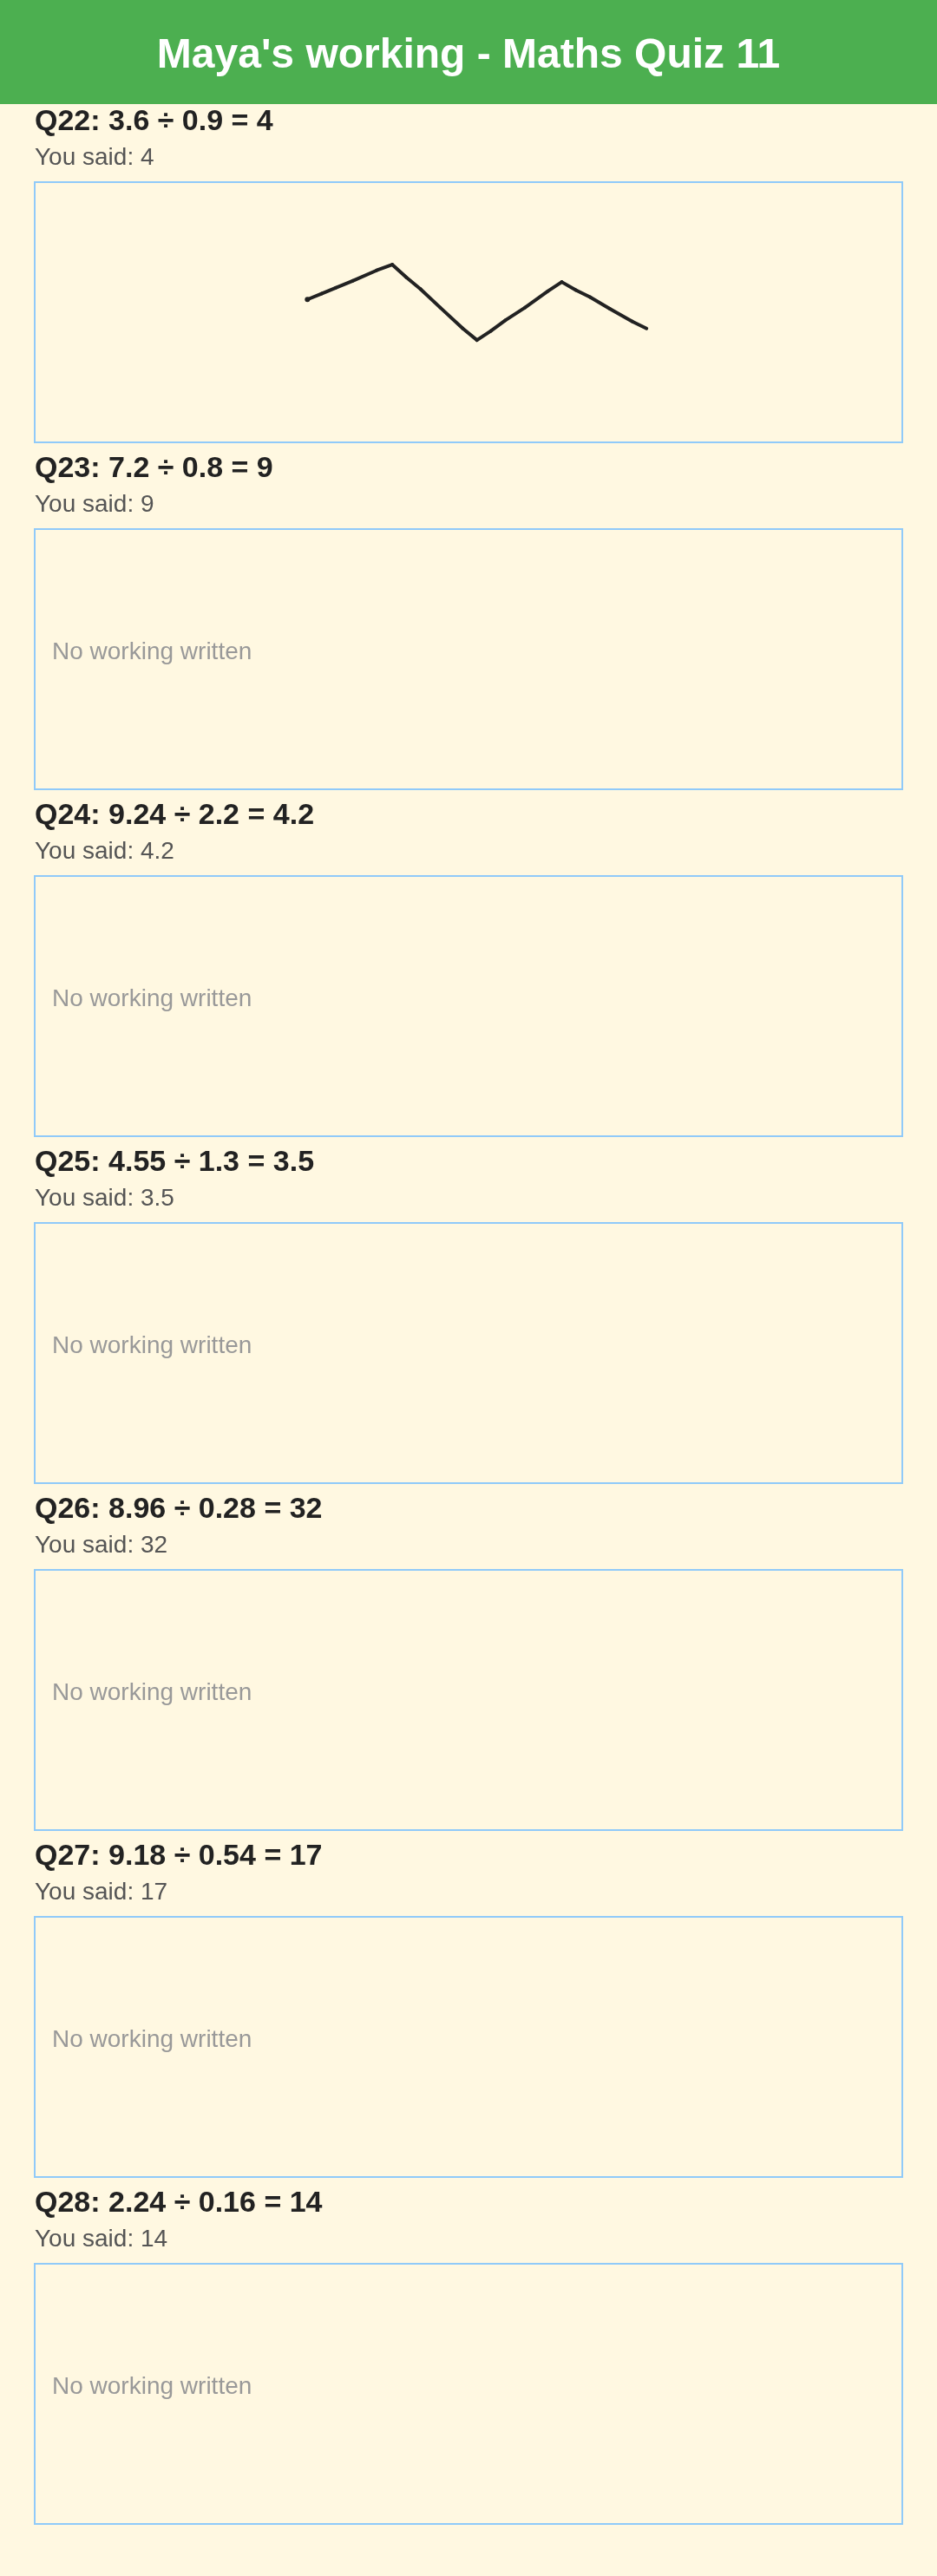 Maya's working - Maths Quiz 11
Q22: 3.6 ÷ 0.9 = 4
You said: 4
Q23: 7.2 ÷ 0.8 = 9
You said: 9
No working written
Q24: 9.24 ÷ 2.2 = 4.2
You said: 4.2
No working written
Q25: 4.55 ÷ 1.3 = 3.5
You said: 3.5
No working written
Q26: 8.96 ÷ 0.28 = 32
You said: 32
No working written
Q27: 9.18 ÷ 0.54 = 17
You said: 17
No working written
Q28: 2.24 ÷ 0.16 = 14
You said: 14
No working written